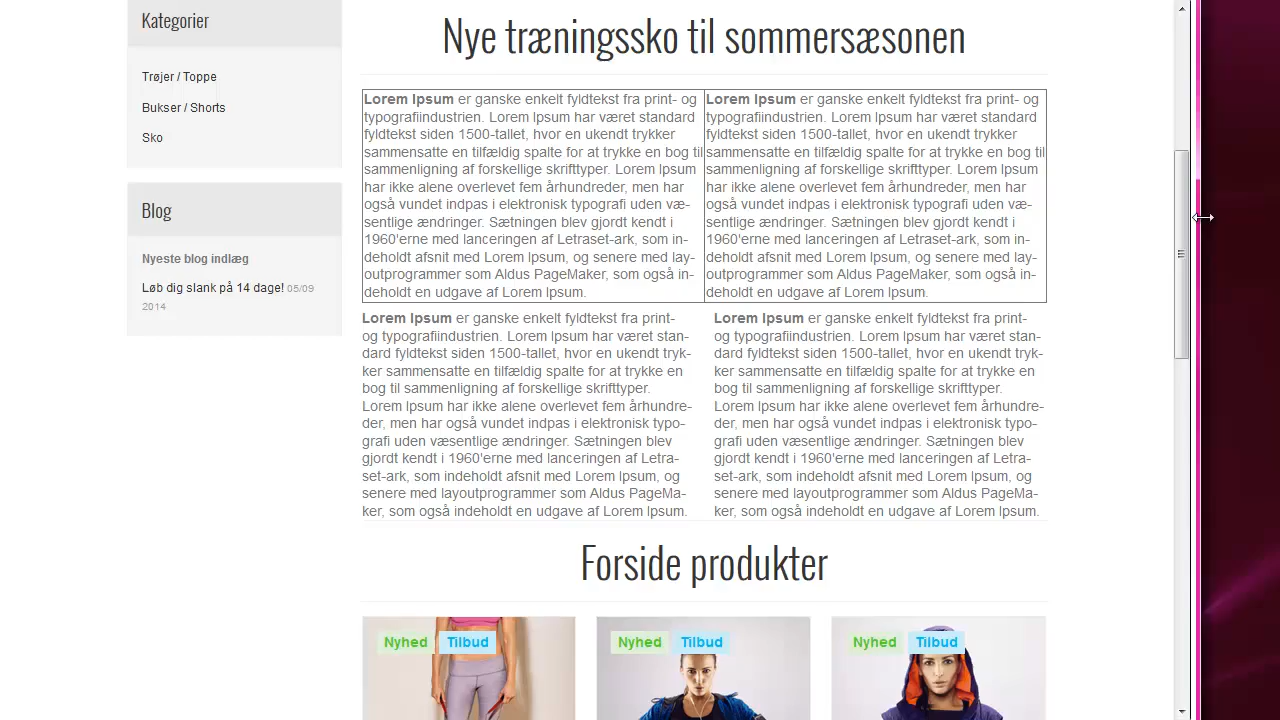 Kategorier
Trøjer / Toppe
Bukser / Shorts
Sko
Blog
Nyeste blog indlæg
Løb dig slank på 14 dage! 05/09
2014
Nye træningssko til sommersæsonen
Lorem Ipsum er ganske enkelt fyldtekst fra print- og
typografiindustrien. Lorem Ipsum har været standard
fyldtekst siden 1500-tallet, hvor en ukendt trykker
sammensatte en tilfældig spalte for at trykke en bog til
sammenligning af forskellige skrifttyper. Lorem Ipsum
har ikke alene overlevet fem århundreder, men har
også vundet indpas i elektronisk typografi uden væ-
sentlige ændringer. Sætningen blev gjordt kendt i
1960'erne med lanceringen af Letraset-ark, som in-
deholdt afsnit med Lorem Ipsum, og senere med lay-
outprogrammer som Aldus PageMaker, som også in-
deholdt en udgave af Lorem Ipsum.
Lorem Ipsum er ganske enkelt fyldtekst fra print- og
typografiindustrien. Lorem Ipsum har været standard
fyldtekst siden 1500-tallet, hvor en ukendt trykker
sammensatte en tilfældig spalte for at trykke en bog til
sammenligning af forskellige skrifttyper. Lorem Ipsum
har ikke alene overlevet fem århundreder, men har
også vundet indpas i elektronisk typografi uden væ-
sentlige ændringer. Sætningen blev gjordt kendt i
1960'erne med lanceringen af Letraset-ark, som in-
deholdt afsnit med Lorem Ipsum, og senere med lay-
outprogrammer som Aldus PageMaker, som også in-
deholdt en udgave af Lorem Ipsum.
Lorem Ipsum er ganske enkelt fyldtekst fra print-
og typografiindustrien. Lorem Ipsum har været stan-
dard fyldtekst siden 1500-tallet, hvor en ukendt tryk-
ker sammensatte en tilfældig spalte for at trykke en
bog til sammenligning af forskellige skrifttyper.
Lorem Ipsum har ikke alene overlevet fem århundre-
der, men har også vundet indpas i elektronisk typo-
grafi uden væsentlige ændringer. Sætningen blev
gjordt kendt i 1960'erne med lanceringen af Letra-
set-ark, som indeholdt afsnit med Lorem Ipsum, og
senere med layoutprogrammer som Aldus PageMa-
ker, som også indeholdt en udgave af Lorem Ipsum.
Lorem Ipsum er ganske enkelt fyldtekst fra print-
og typografiindustrien. Lorem Ipsum har været stan-
dard fyldtekst siden 1500-tallet, hvor en ukendt tryk-
ker sammensatte en tilfældig spalte for at trykke en
bog til sammenligning af forskellige skrifttyper.
Lorem Ipsum har ikke alene overlevet fem århundre-
der, men har også vundet indpas i elektronisk typo-
grafi uden væsentlige ændringer. Sætningen blev
gjordt kendt i 1960'erne med lanceringen af Letra-
set-ark, som indeholdt afsnit med Lorem Ipsum, og
senere med layoutprogrammer som Aldus PageMa-
ker, som også indeholdt en udgave af Lorem Ipsum.
Forside produkter
Nyhed Tilbud
Nyhed Tilbud
Nyhed Tilbud